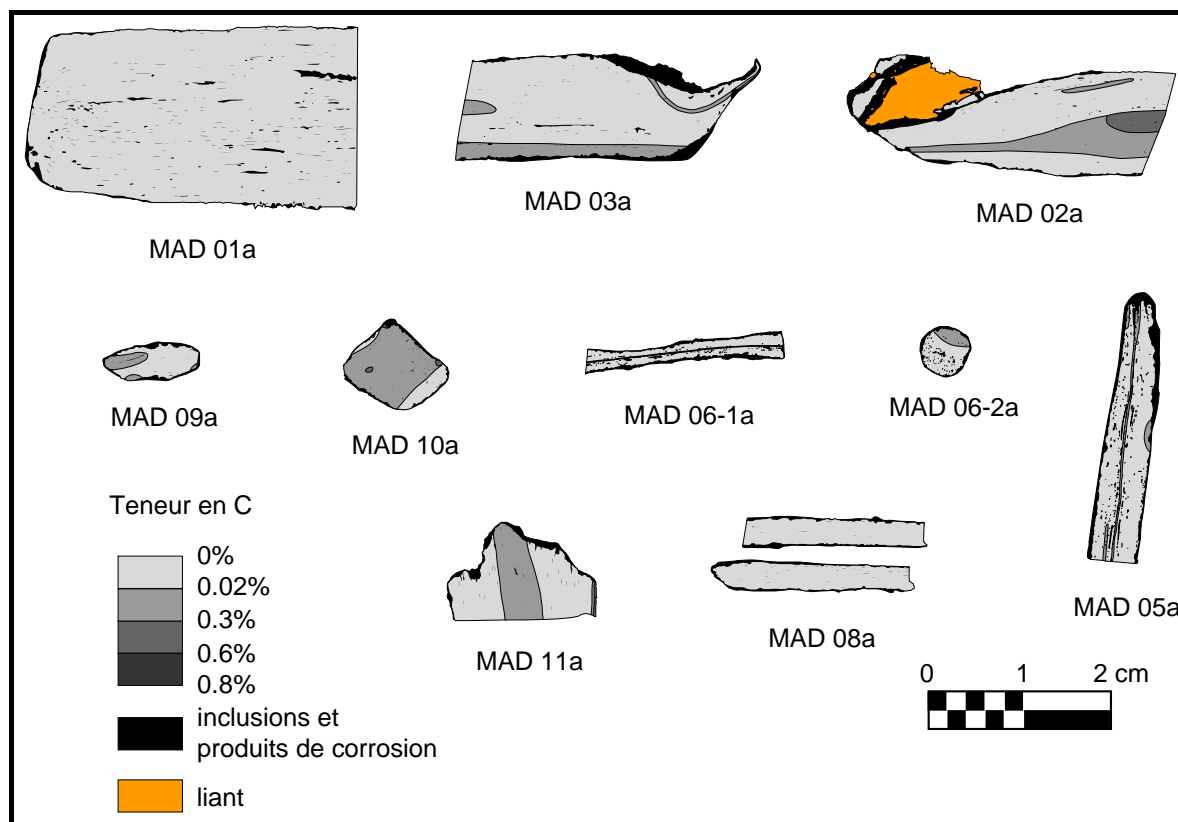 MAD 01a
MAD 03a
MAD 02a
MAD 09a
MAD 10a
MAD 06-1a
MAD 06-2a
MAD 05a
MAD 11a
MAD 08a
Teneur en C
0%
0.02%
0.3%
0.6%
0.8%
inclusions et
produits de corrosion
liant
0 1 2 cm